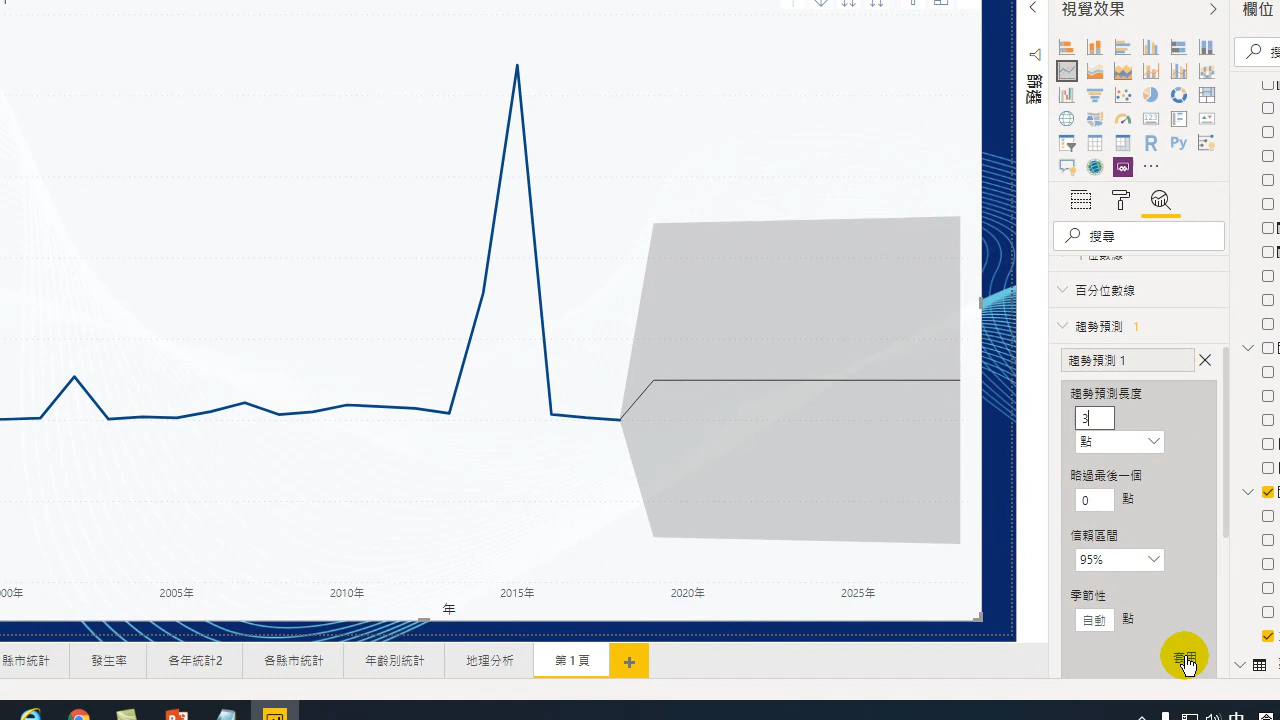 視覺效果
欄位
搜
篩選
123
R
Py
搜尋
百分位數線
趨勢預測 1
趨勢預測 1
趨勢預測長度
3
點
略過最後一個
0 點
信賴區間
95%
季節性
自動 點
套用
2005年
2010年
2015年
2020年
2025年
年
縣市統計
發生率
各年統計2
各縣市統計
年齡別統計
地理分析
第 1 頁
+